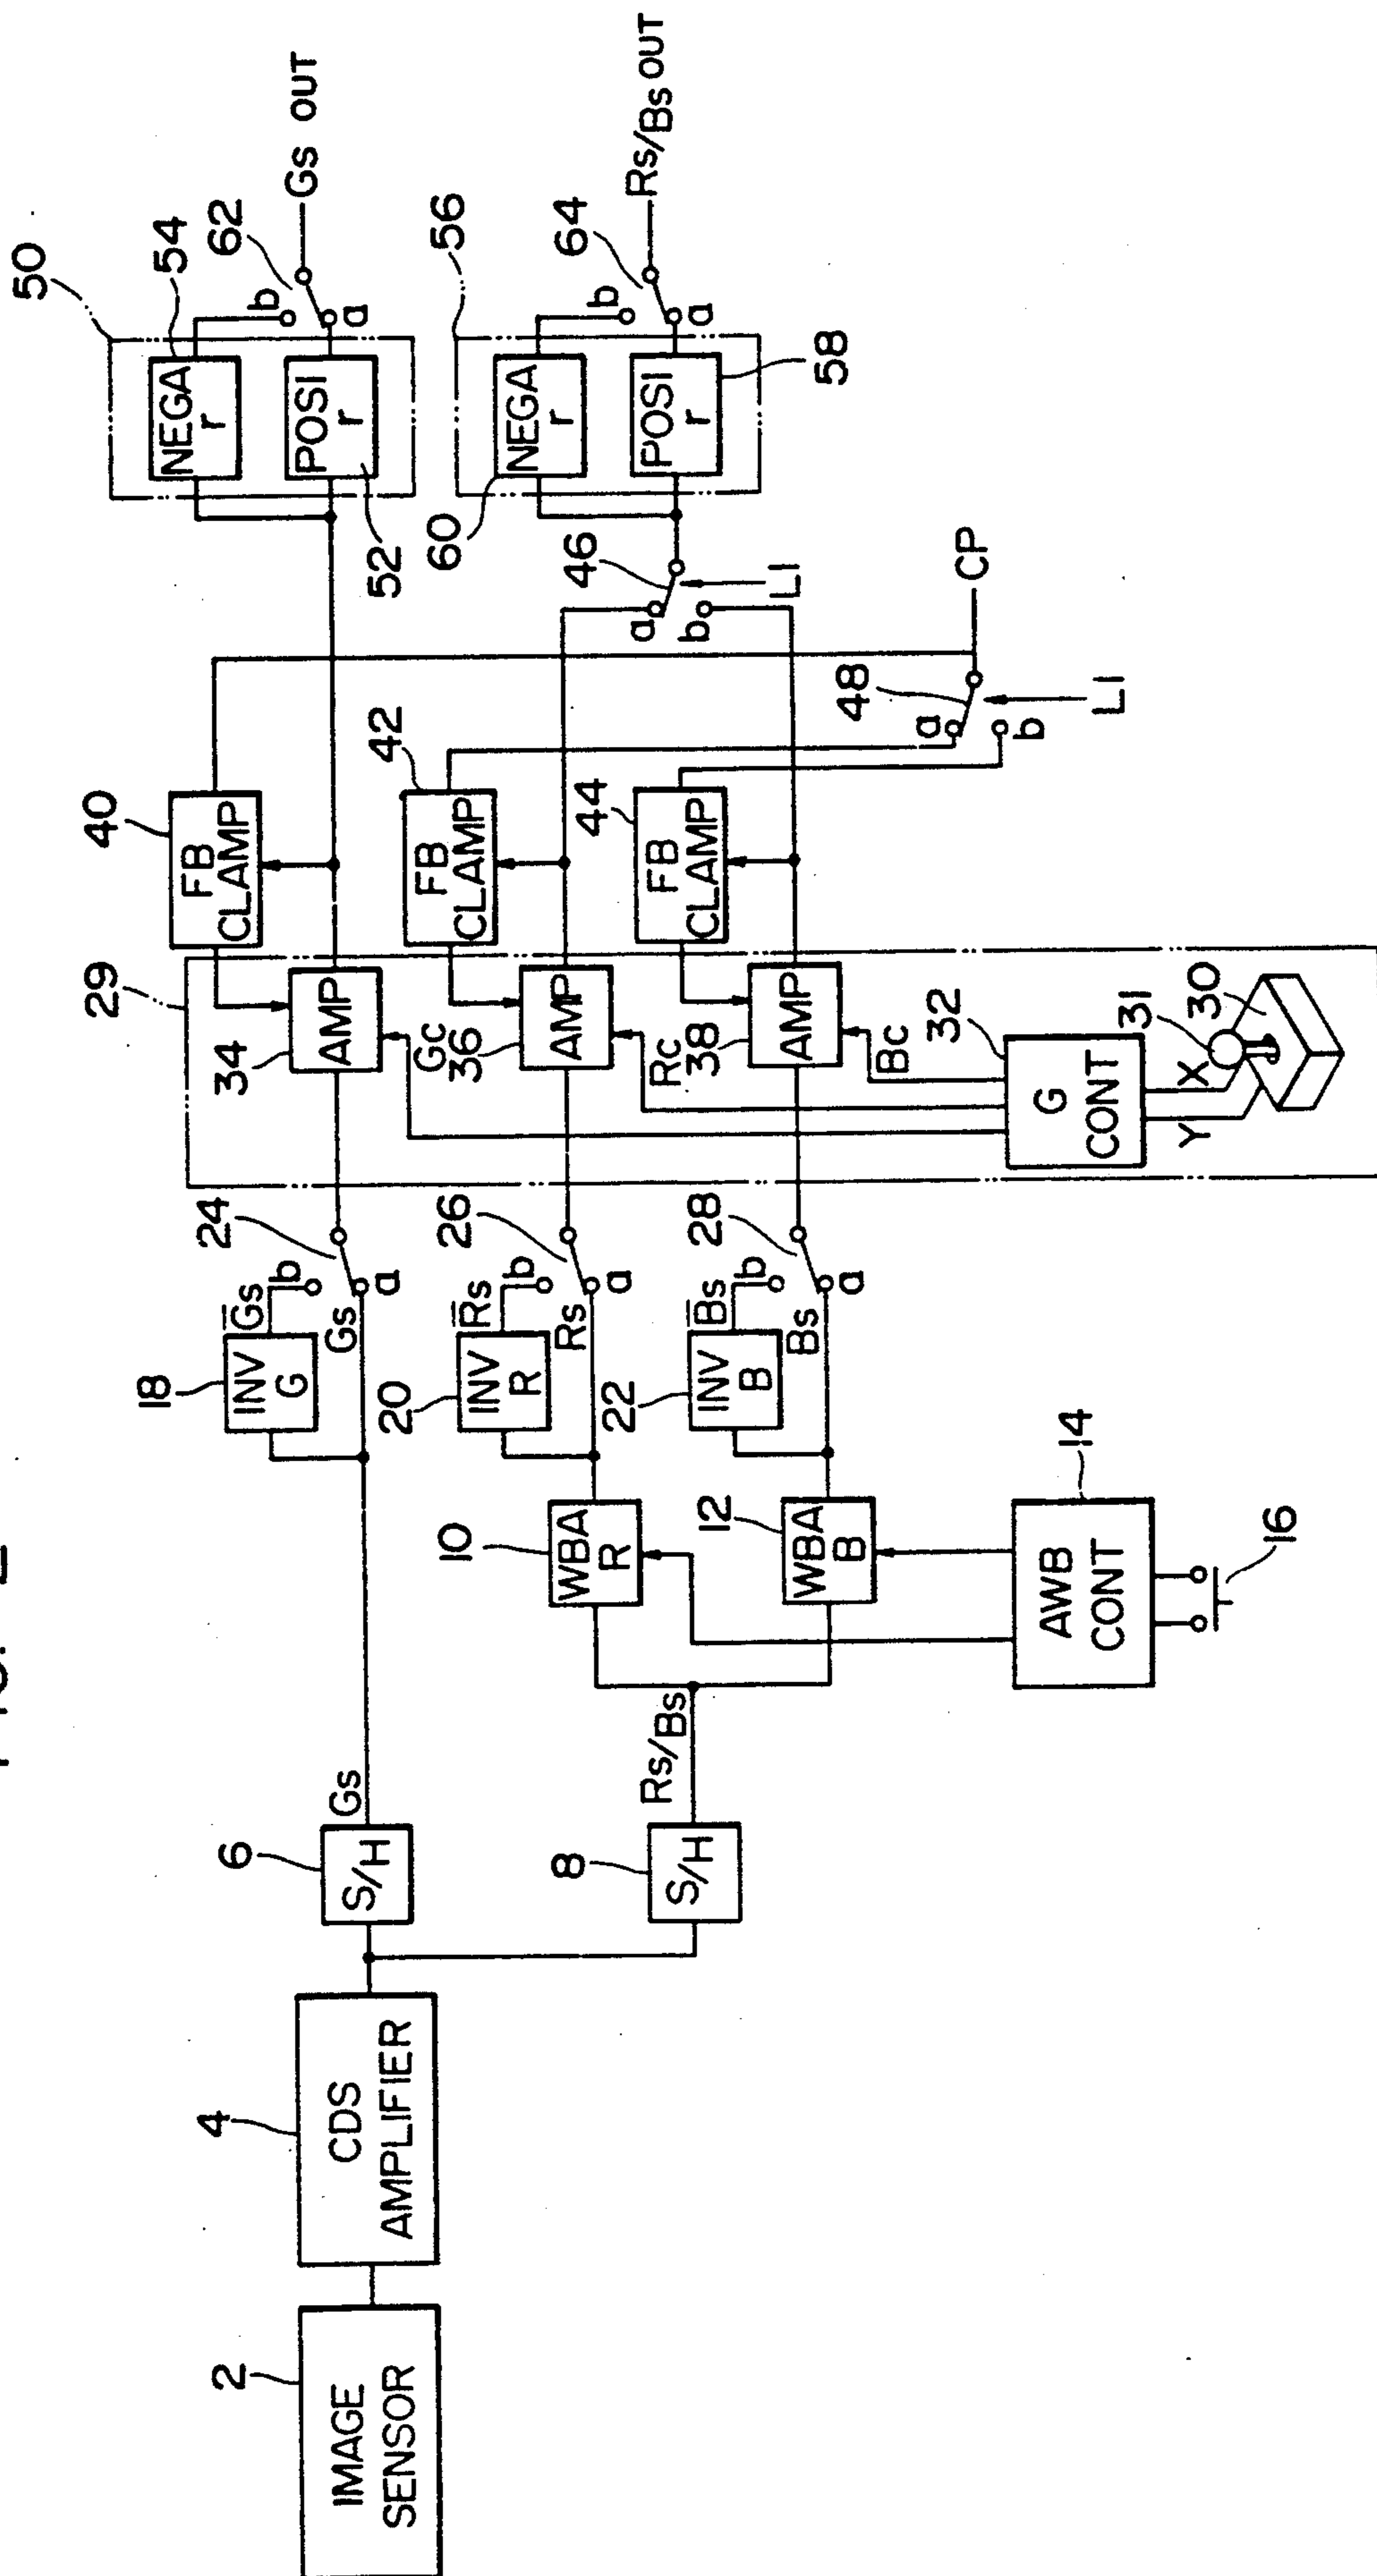 FIG. 2
2
IMAGE
SENSOR
4
CDS
AMPLIFIER
6
S/H
Gs
8
S/H
Rs/Bs
10
WBA
R
12
WBA
B
14
AWB
CONT
16
18
INV
G
Gs
Gs
b
a
24
20
INV
R
Rs
Rs
b
a
26
22
INV
B
Bs
Bs
b
a
28
29
34
AMP
Gc
36
AMP
Rc
38
AMP
Bc
32
G
CONT
X
Y
31
30
40
FB
CLAMP
42
FB
CLAMP
44
FB
CLAMP
a
b
46
LI
a
b
48
LI
CP
50
54
NEGA
r
POSI
r
52
b
a
62
Gs OUT
56
60
NEGA
r
POSI
r
58
b
a
64
Rs/Bs OUT